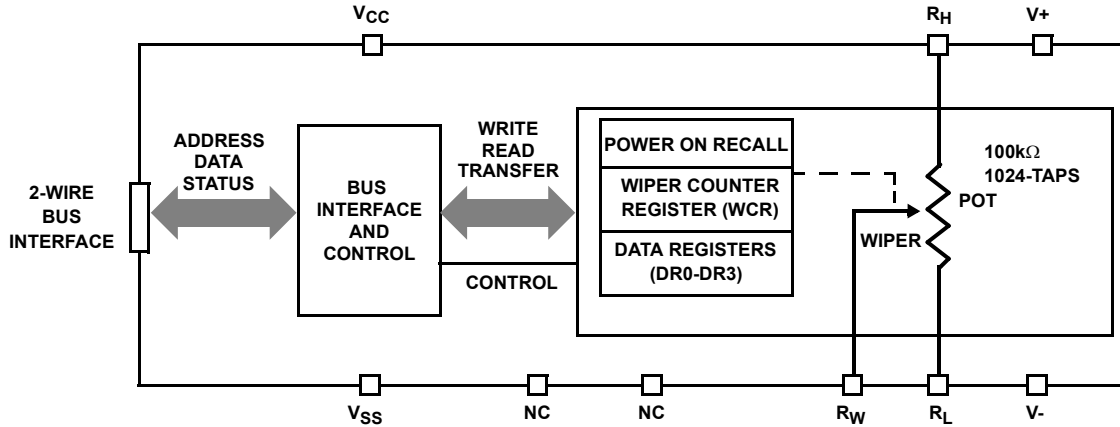 VCC
RH
V+
ADDRESS
DATA
STATUS
WRITE
READ
TRANSFER
POWER ON RECALL
100kΩ
1024-TAPS
2-WIRE
BUS
INTERFACE
BUS
INTERFACE
AND
CONTROL
WIPER COUNTER
REGISTER (WCR)
POT
WIPER
DATA REGISTERS
(DR0-DR3)
CONTROL
VSS
NC
NC
RW
RL
V-